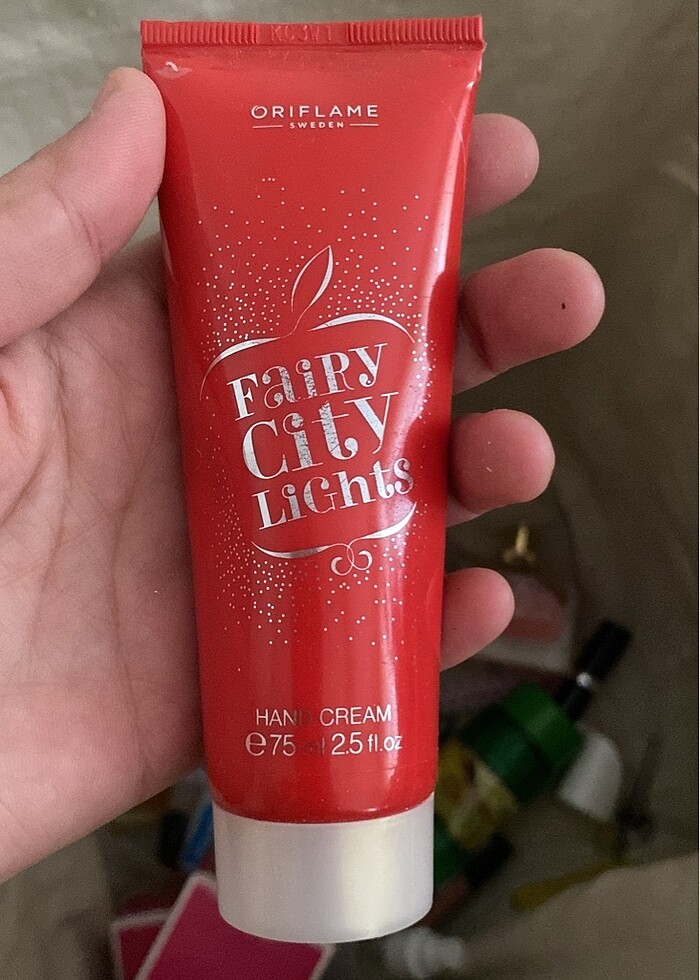 ORIFLAME
SWEDEN
FaiRy
City
LiGhts
HAND CREAM
℮75 ml 2.5 fl.oz